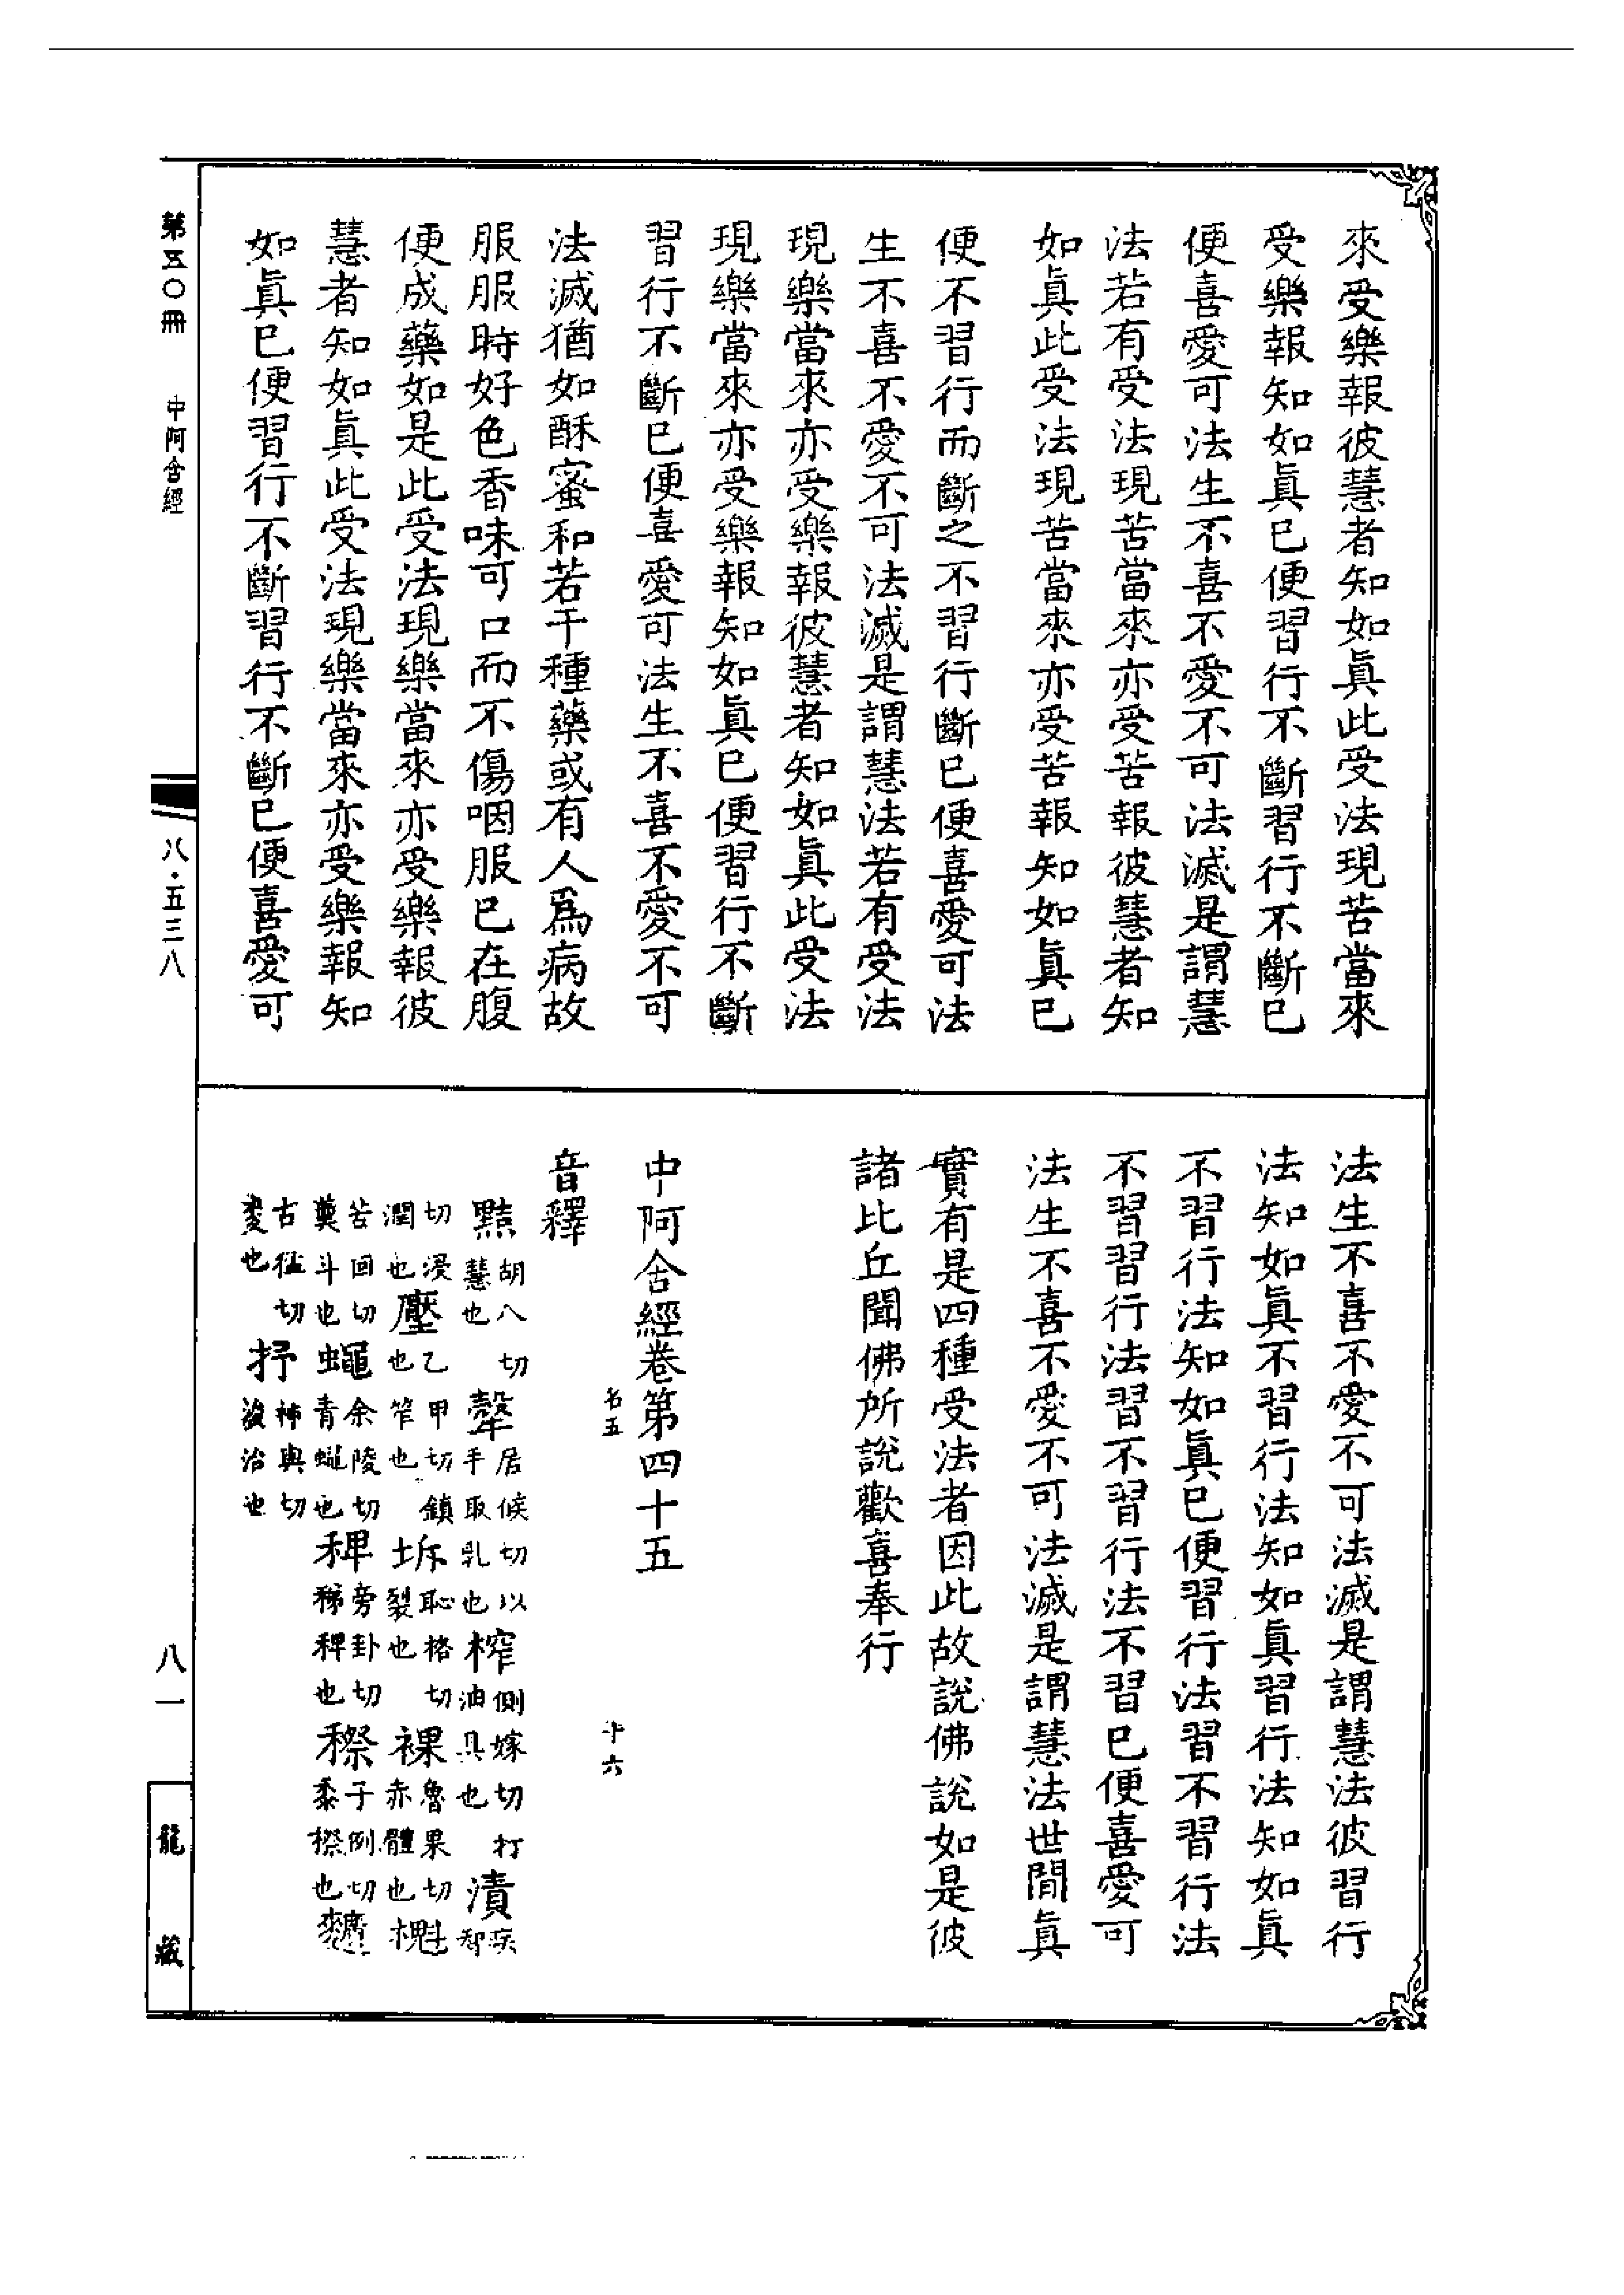 來受樂報彼慧者知如眞此受法現苦當來
受樂報知如眞已便習行不斷習行不斷已
便喜愛可法生不喜不愛不可法滅是謂慧
法若有受法現苦當來亦受苦報彼慧者知
如眞此受法現苦當來亦受苦報知如眞已
便不習行而斷之不習行斷已便喜愛可法
生不喜不愛不可法滅是謂慧法若有受法
現樂當來亦受樂報彼慧者知如眞此受法
現樂當來亦受樂報知如眞已便習行不斷
習行不斷已便喜愛可法生不喜不愛不可
法滅猶如酥蜜和若干種藥或有人爲病故
服服時好色香味可口而不傷咽服已在腹
便成藥如是此受法現樂當來亦受樂報彼
慧者知如眞此受法現樂當來亦受樂報知
如眞已便習行不斷習行不斷已便喜愛可
法生不喜不愛不可法滅是謂慧法彼習行
法知如眞不習行法知如眞習行法知如眞
不習行法知如眞已便習行法習不習行法
不習習行法習不習行法不習已便喜愛可
法生不喜不愛不可法滅是謂慧法世間眞
實有是四種受法者因此故說佛說如是彼
諸比丘聞佛所說歡喜奉行
中阿含經卷第四十五
名五 十六
音釋
黠胡八切慧也 㲉居候切以手取乳也 榨側嫁切打油具也 漬疾智
切浸潤也 壓乙甲切鎮也笮也 坼恥格切裂也 裸魯果切赤體也 魁
苦回切羹斗也 蠅余陵切青蠅也 稗旁卦切稊稗也 穄子例切黍穄也
古猛切麥也 抒神與切浚治也
第五〇冊 中阿含經
八・五三八
八一
龍藏